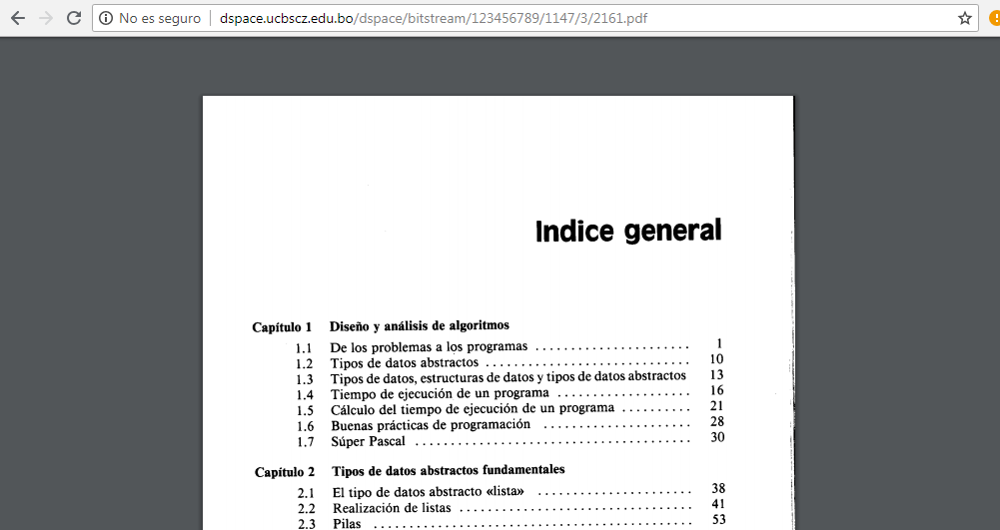 No es seguro | dspace.ucbscz.edu.bo/dspace/bitstream/123456789/1147/3/2161.pdf
Indice general
Capítulo 1 Diseño y análisis de algoritmos
1.1 De los problemas a los programas ...................... 1
1.2 Tipos de datos abstractos ............................. 10
1.3 Tipos de datos, estructuras de datos y tipos de datos abstractos 13
1.4 Tiempo de ejecución de un programa ................... 16
1.5 Cálculo del tiempo de ejecución de un programa .......... 21
1.6 Buenas prácticas de programación ..................... 28
1.7 Súper Pascal ....................................... 30
Capítulo 2 Tipos de datos abstractos fundamentales
2.1 El tipo de datos abstracto «lista» ...................... 38
2.2 Realización de listas ................................. 41
2.3 Pilas ............................................. 53